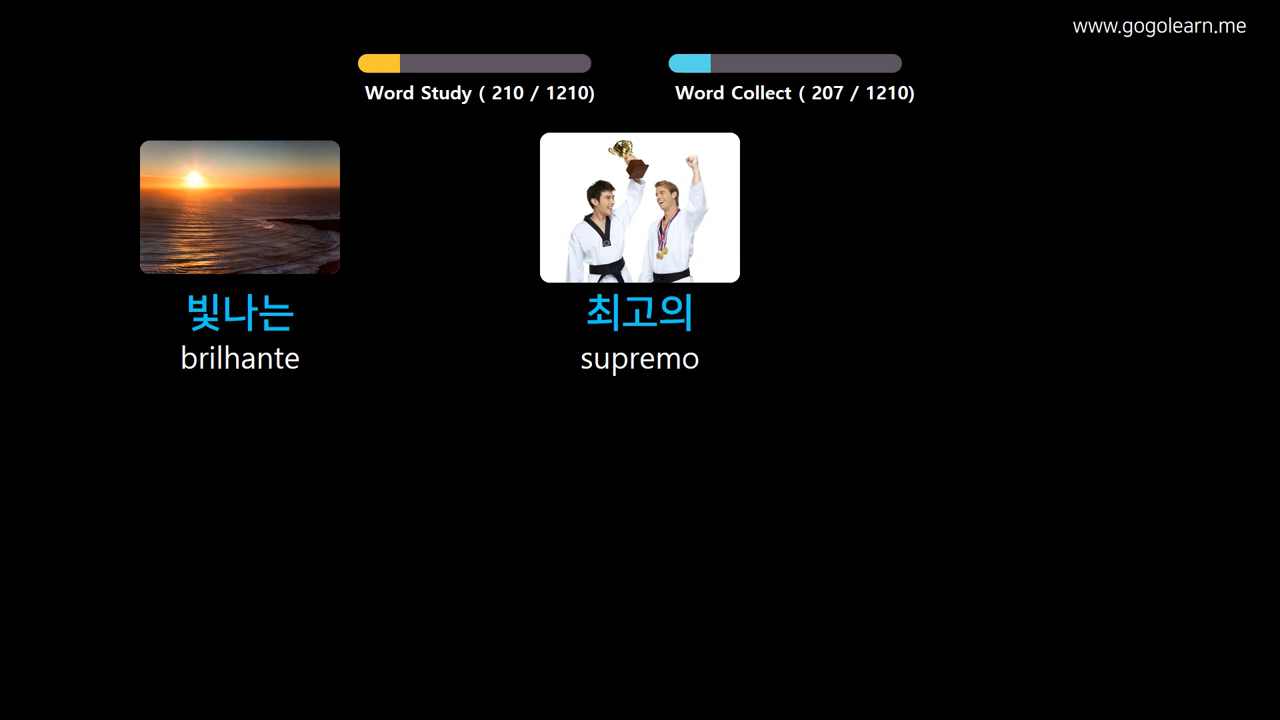 www.gogolearn.me
Word Study ( 210 / 1210)
Word Collect ( 207 / 1210)
빛나는
brilhante
최고의
supremo